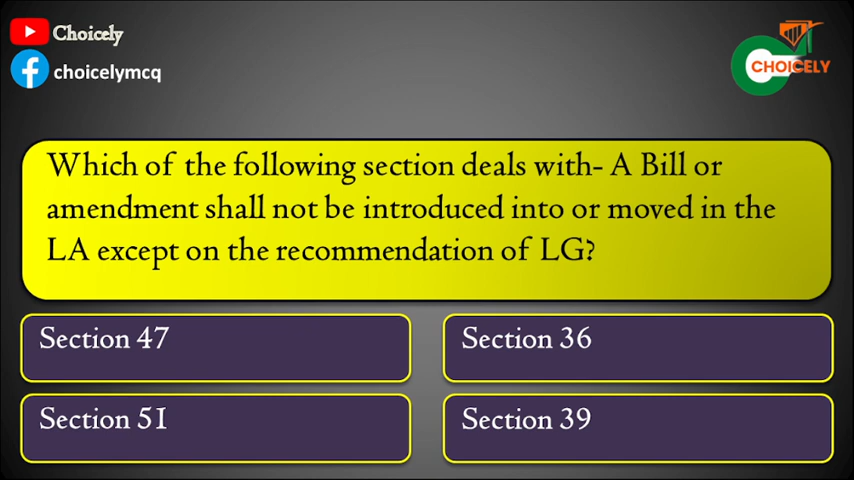 Choicely
choicelymcq
CHOICELY
Which of the following section deals with- A Bill or
amendment shall not be introduced into or moved in the
LA except on the recommendation of LG?
Section 47
Section 36
Section 51
Section 39